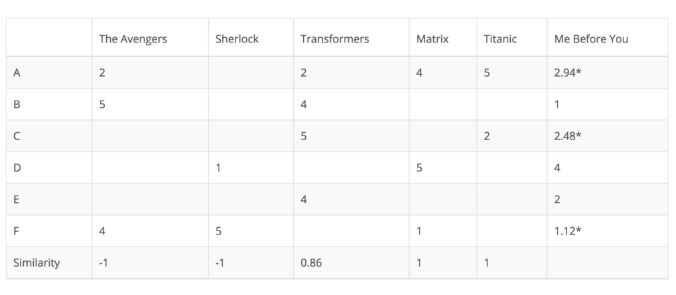 The Avengers Sherlock Transformers Matrix Titanic Me Before You
A 2 2 4 5 2.94*
B 5 4 1
C 5 2 2.48*
D 1 5 4
E 4 2
F 4 5 1 1.12*
Similarity -1 -1 0.86 1 1